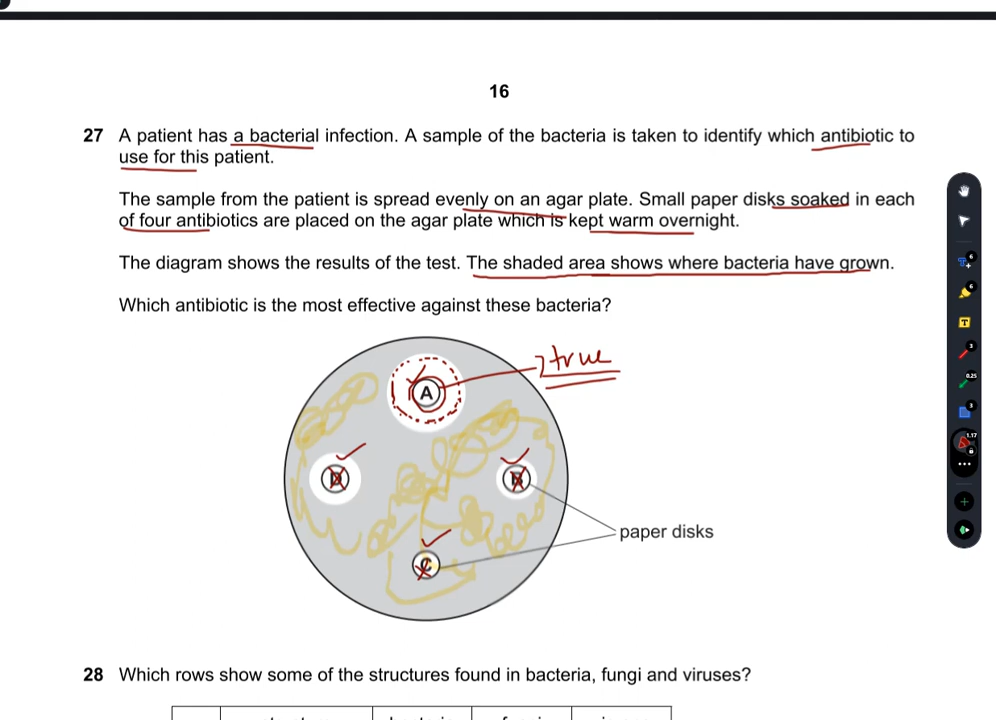 16
27 A patient has a bacterial infection. A sample of the bacteria is taken to identify which antibiotic to
use for this patient.
The sample from the patient is spread evenly on an agar plate. Small paper disks soaked in each
of four antibiotics are placed on the agar plate which is kept warm overnight.
The diagram shows the results of the test. The shaded area shows where bacteria have grown.
Which antibiotic is the most effective against these bacteria?
true
A
D
B
paper disks
C
28 Which rows show some of the structures found in bacteria, fungi and viruses?